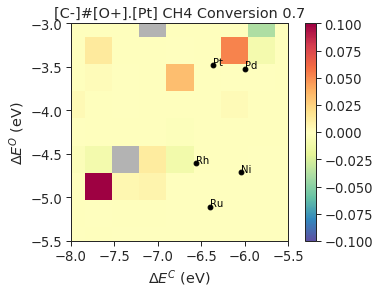 [C-]#[O+].[Pt] CH4 Conversion 0.7
-3.0
-3.5
-4.0
-4.5
-5.0
-5.5
ΔE^O (eV)
Pt
Pd
Rh
Ni
Ru
-8.0 -7.5 -7.0 -6.5 -6.0 -5.5
ΔE^C (eV)
0.100
0.075
0.050
0.025
0.000
-0.025
-0.050
-0.075
-0.100